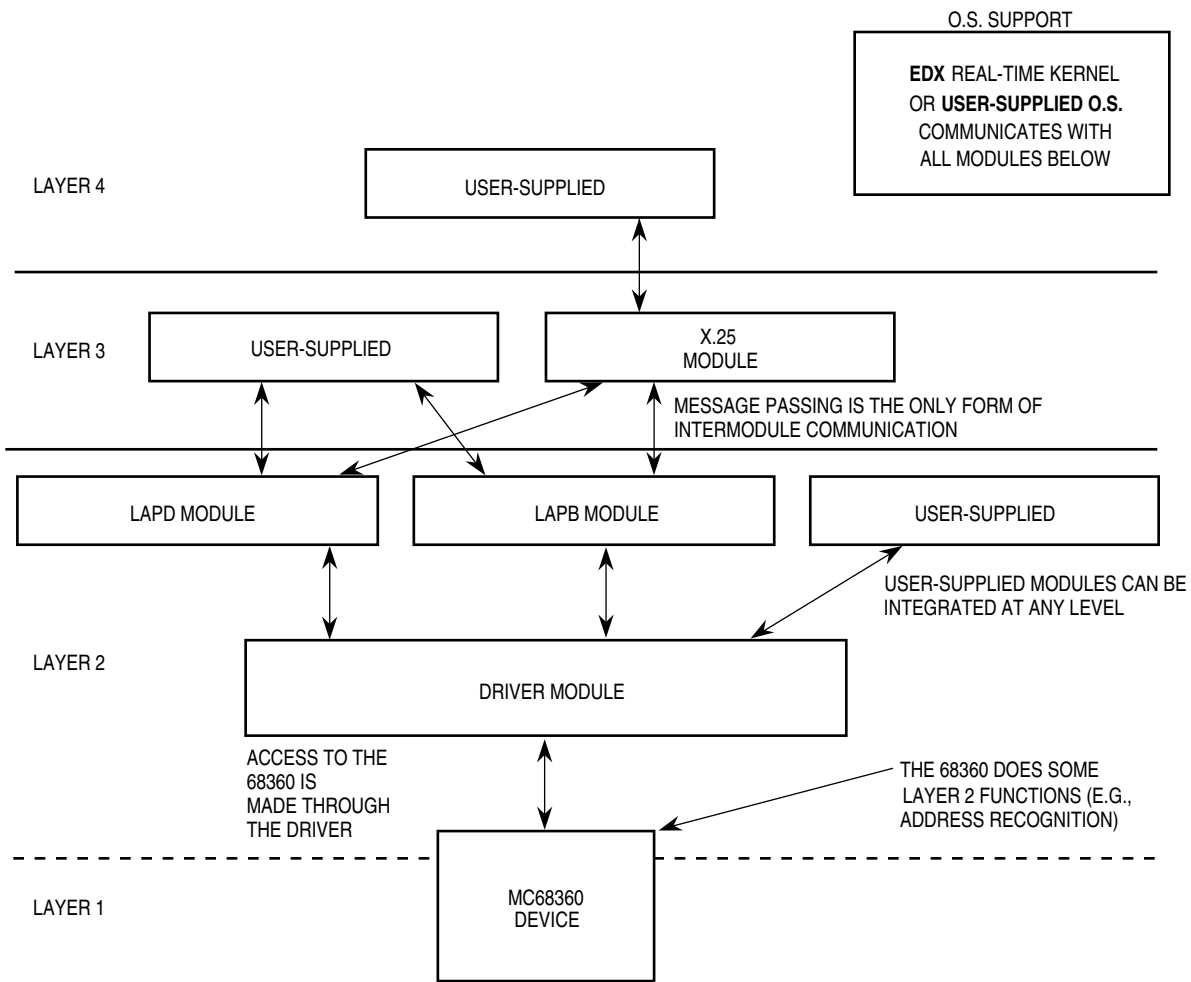 O.S. SUPPORT
EDX REAL-TIME KERNEL
OR USER-SUPPLIED O.S.
COMMUNICATES WITH
ALL MODULES BELOW
LAYER 4
USER-SUPPLIED
LAYER 3
USER-SUPPLIED
X.25
MODULE
MESSAGE PASSING IS THE ONLY FORM OF
INTERMODULE COMMUNICATION
LAPD MODULE
LAPB MODULE
USER-SUPPLIED
USER-SUPPLIED MODULES CAN BE
INTEGRATED AT ANY LEVEL
LAYER 2
DRIVER MODULE
ACCESS TO THE
68360 IS
MADE THROUGH
THE DRIVER
THE 68360 DOES SOME
LAYER 2 FUNCTIONS (E.G.,
ADDRESS RECOGNITION)
LAYER 1
MC68360
DEVICE